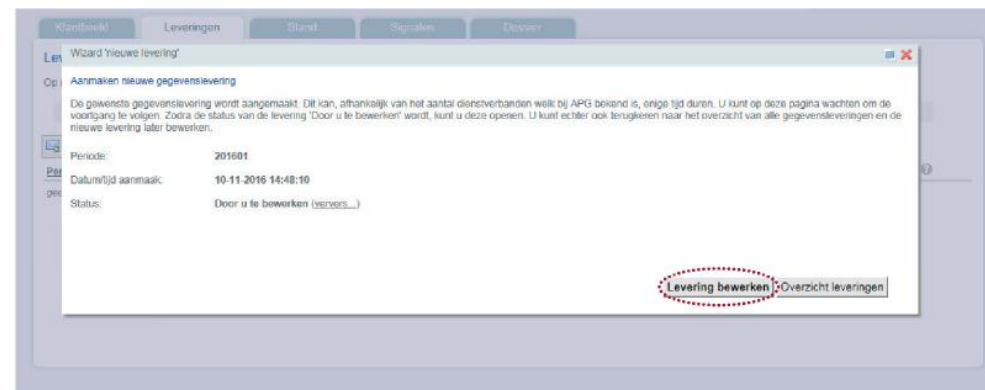 Klantbeeld Leveringen Stand Signalen Dossier
Wizard 'nieuwe levering'
Lev
Op
Aanmaken nieuwe gegevenslevering
De gewenste gegevenslevering wordt aangemaakt. Dit kan, afhankelijk van het aantal dienstverbanden welk bij APG bekend is, enige tijd duren. U kunt op deze pagina wachten om de
voortgang te volgen. Zodra de status van de levering 'Door u te bewerken' wordt, kunt u deze openen. U kunt echter ook terugkeren naar het overzicht van alle gegevensleveringen en de
nieuwe levering later bewerken.
Periode: 201601
Per
Datum/tijd aanmaak: 10-11-2016 14:48:10
gee
Status: Door u te bewerken (ververs...)
Levering bewerken Overzicht leveringen